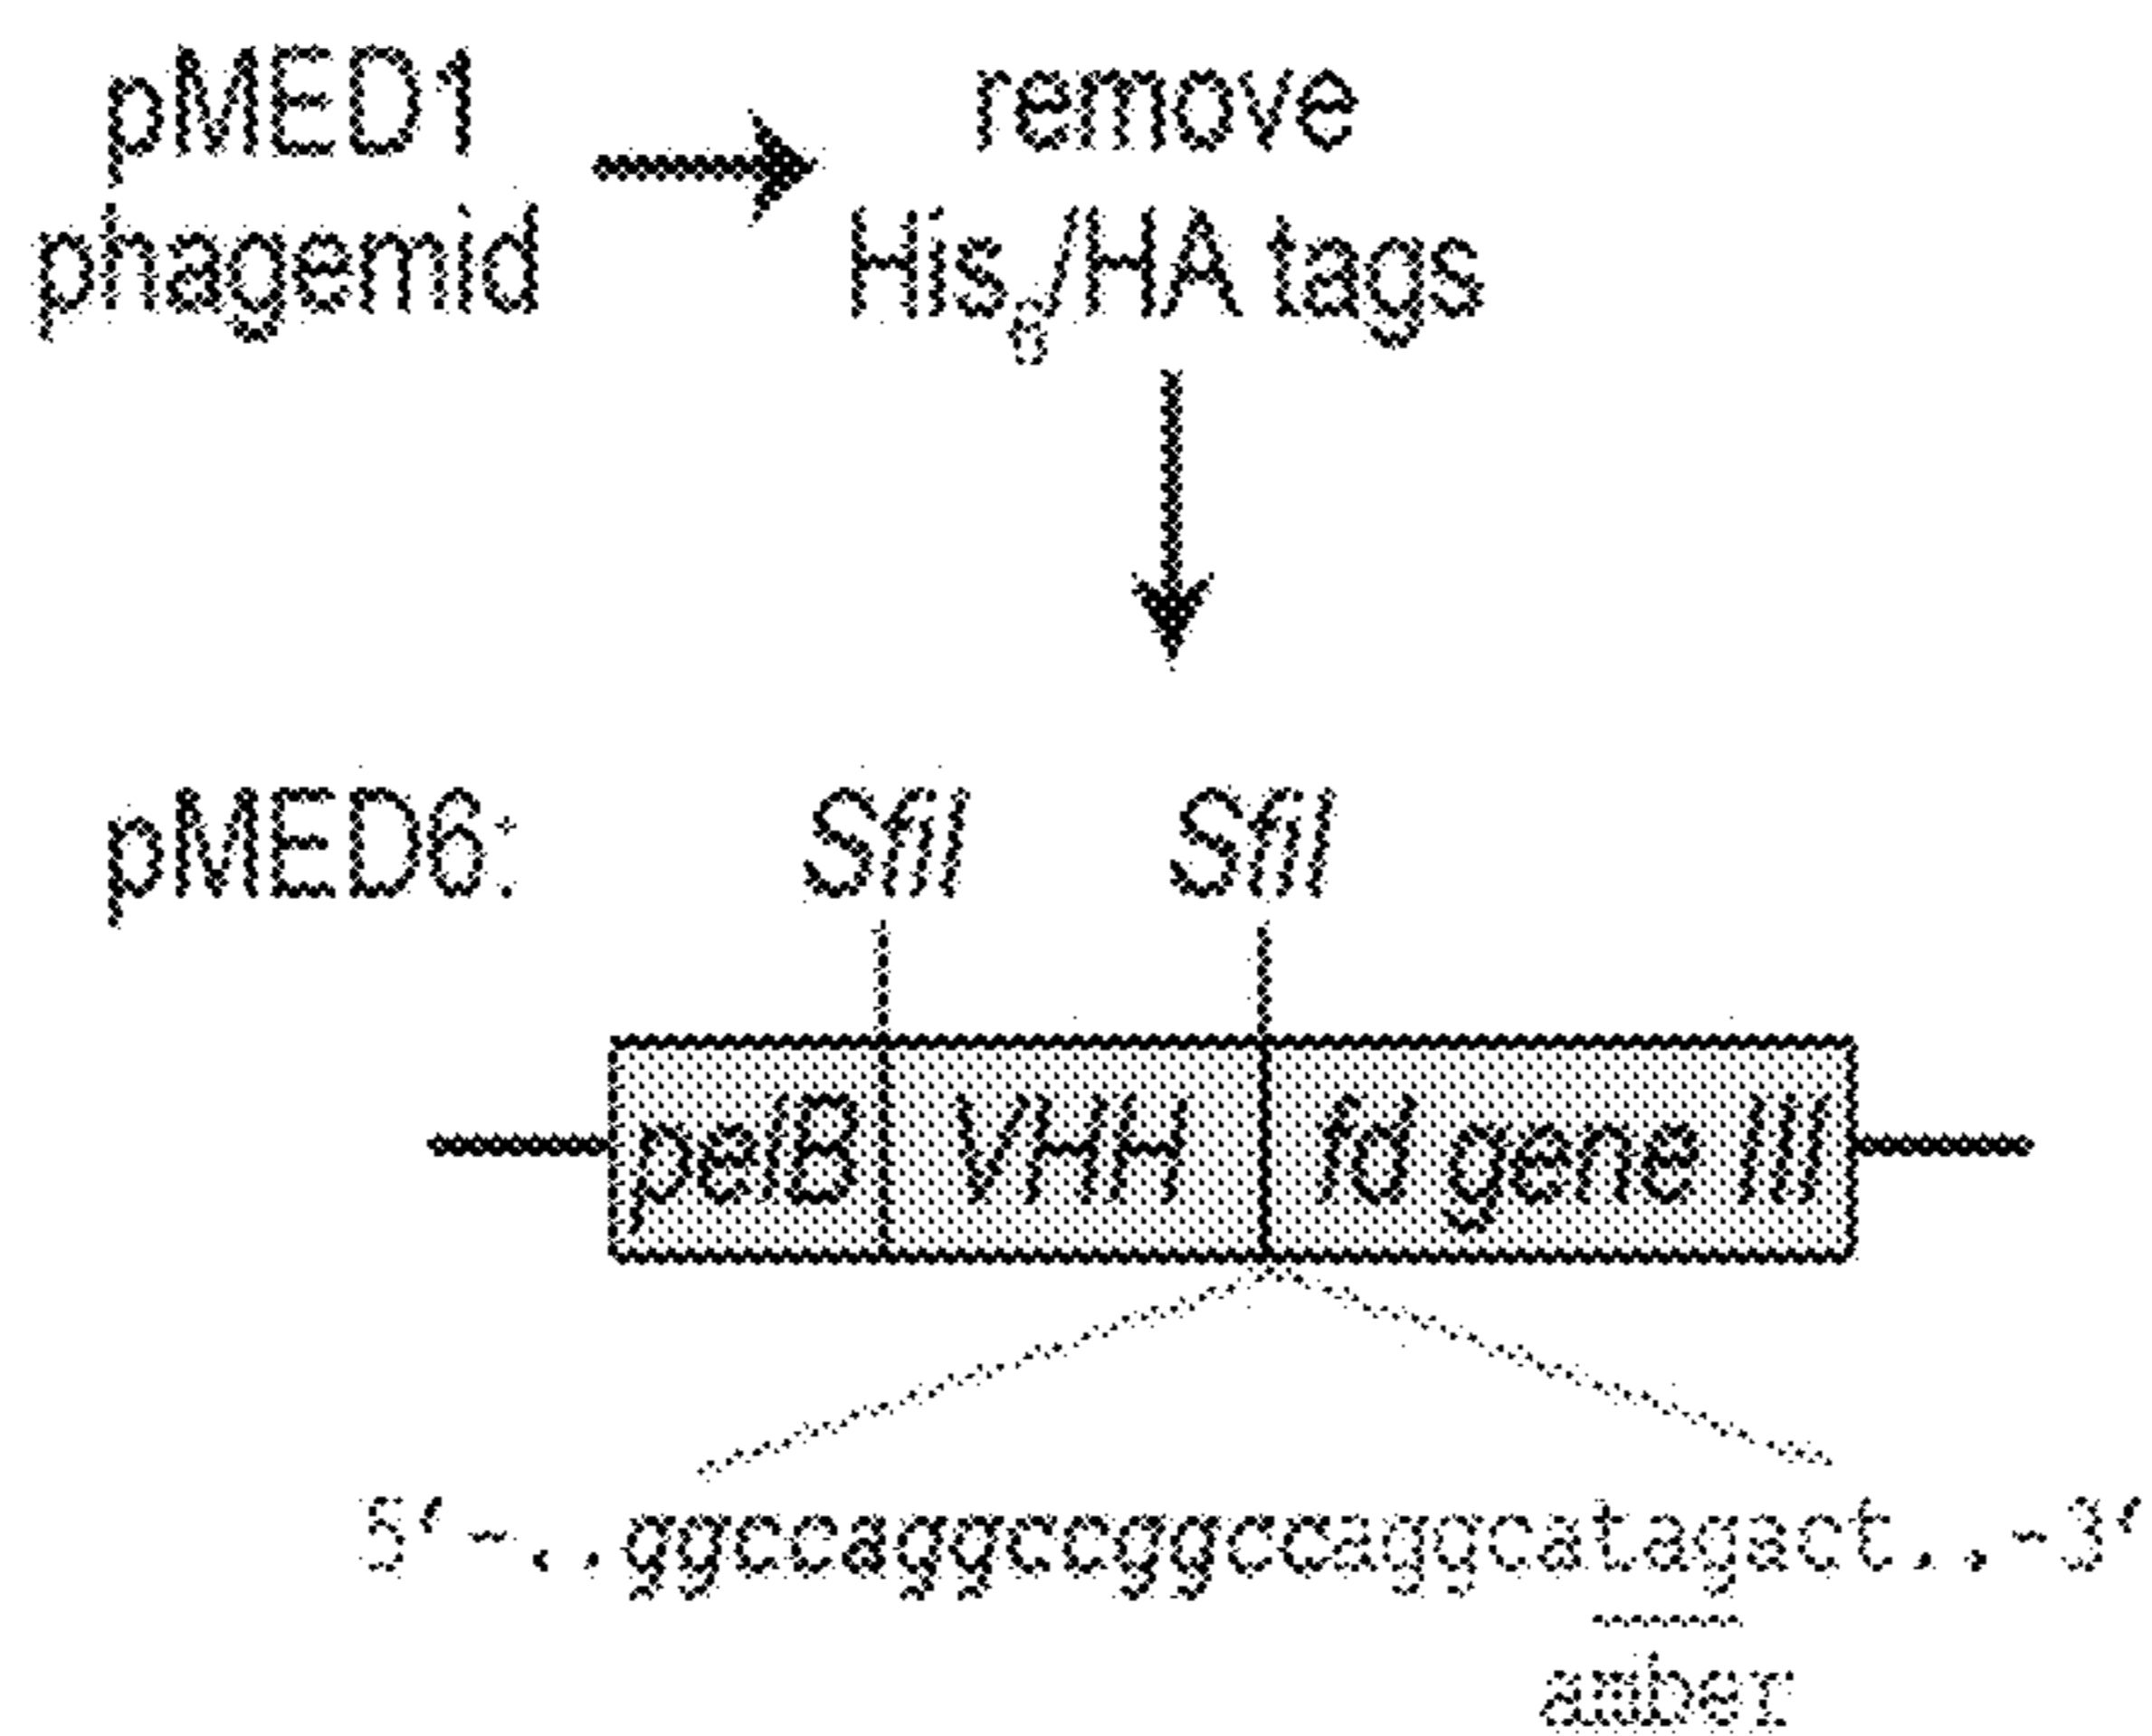 pMED1
phagemid
remove
His6/HA tags
pMED6:
SfiI SfiI
pelB VHH fd gene III
5'-..ggccaggccggccaggcatagact..-3'
amber